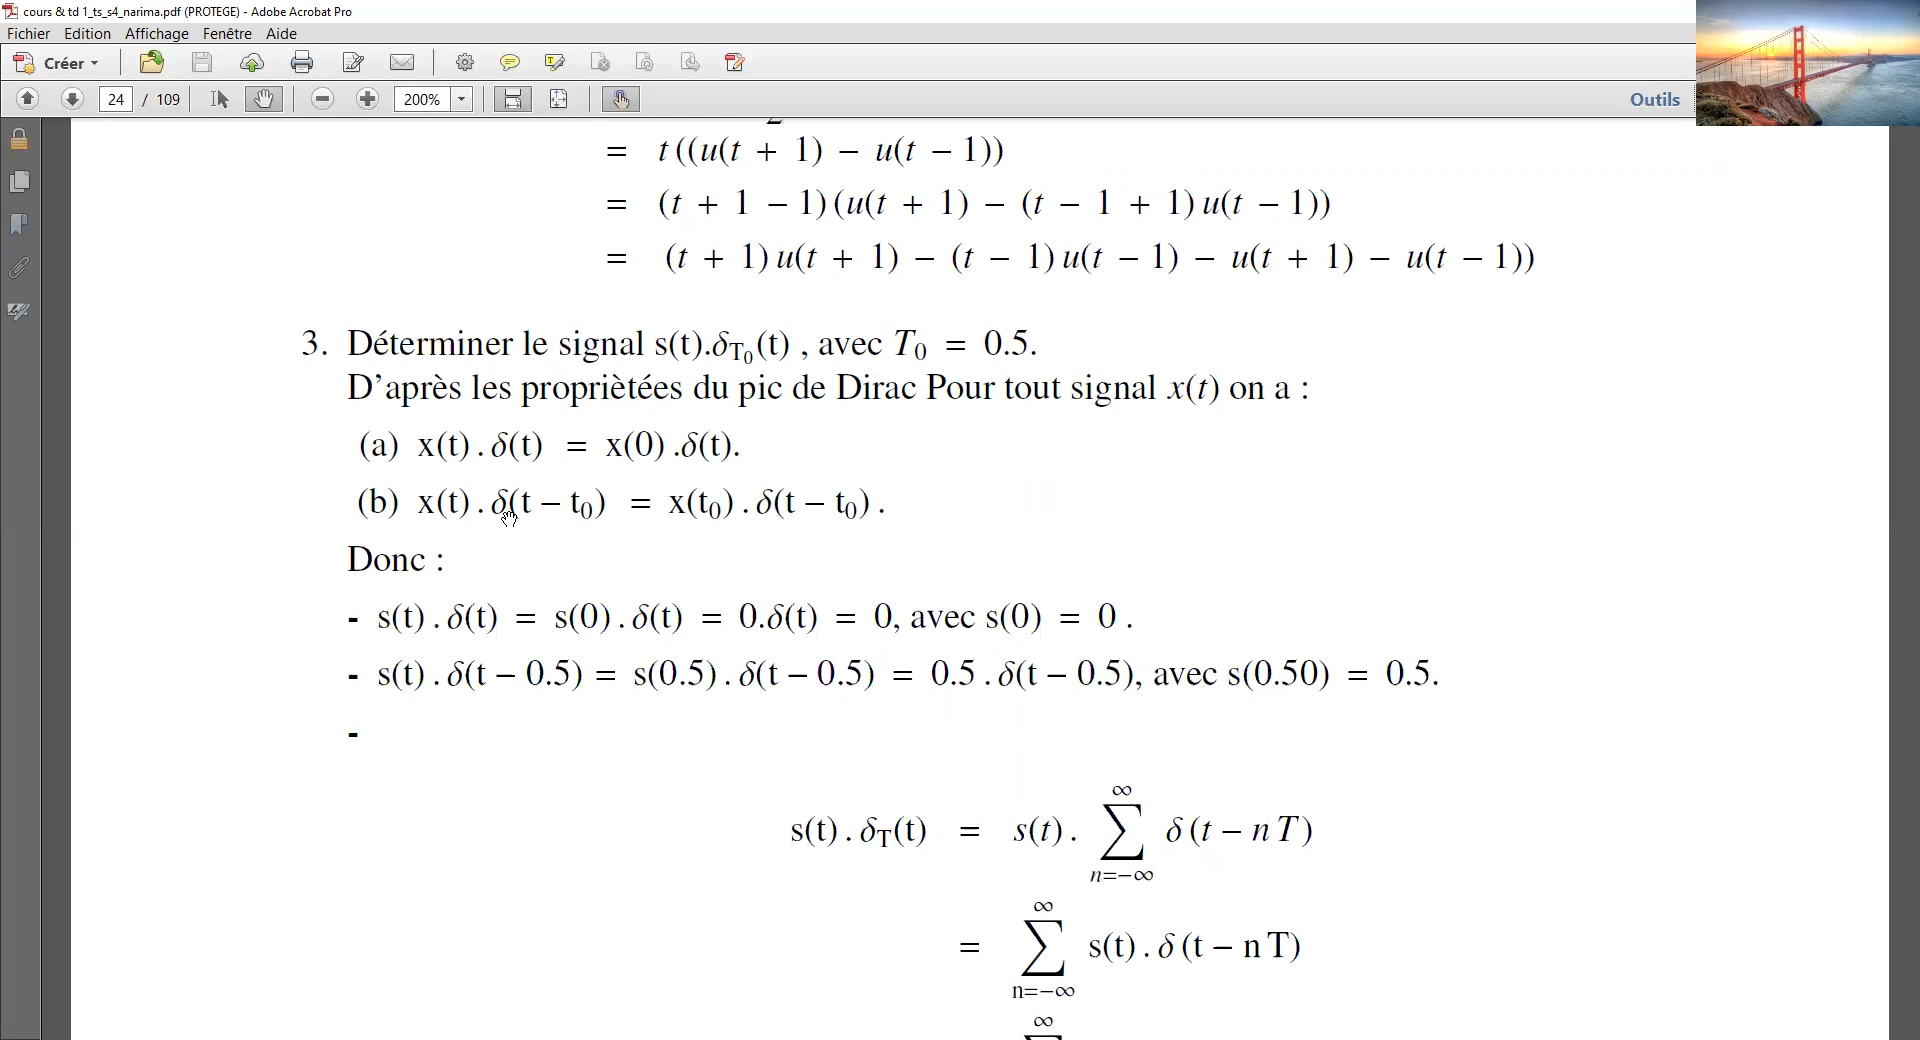 cours & td 1_ts_s4_narima.pdf (PROTEGE) - Adobe Acrobat Pro
Fichier Edition Affichage Fenêtre Aide
Créer
24 / 109 200% Outils
= t((u(t + 1) − u(t − 1))
= (t + 1 − 1)(u(t + 1) − (t − 1 + 1)u(t − 1))
= (t + 1)u(t + 1) − (t − 1)u(t − 1) − u(t + 1) − u(t − 1))
3. Déterminer le signal s(t).δ_T₀(t) , avec T₀ = 0.5.
D’après les propriètées du pic de Dirac Pour tout signal x(t) on a :
(a) x(t) . δ(t) = x(0) .δ(t).
(b) x(t) . δ(t − t₀) = x(t₀) . δ(t − t₀) .
Donc :
- s(t) . δ(t) = s(0) . δ(t) = 0.δ(t) = 0, avec s(0) = 0 .
- s(t) . δ(t − 0.5) = s(0.5) . δ(t − 0.5) = 0.5 . δ(t − 0.5), avec s(0.50) = 0.5.
-
s(t) . δ_T(t) = s(t) . ∑_{n=−∞}^{∞} δ (t − n T)
= ∑_{n=−∞}^{∞} s(t) . δ (t − n T)
∞